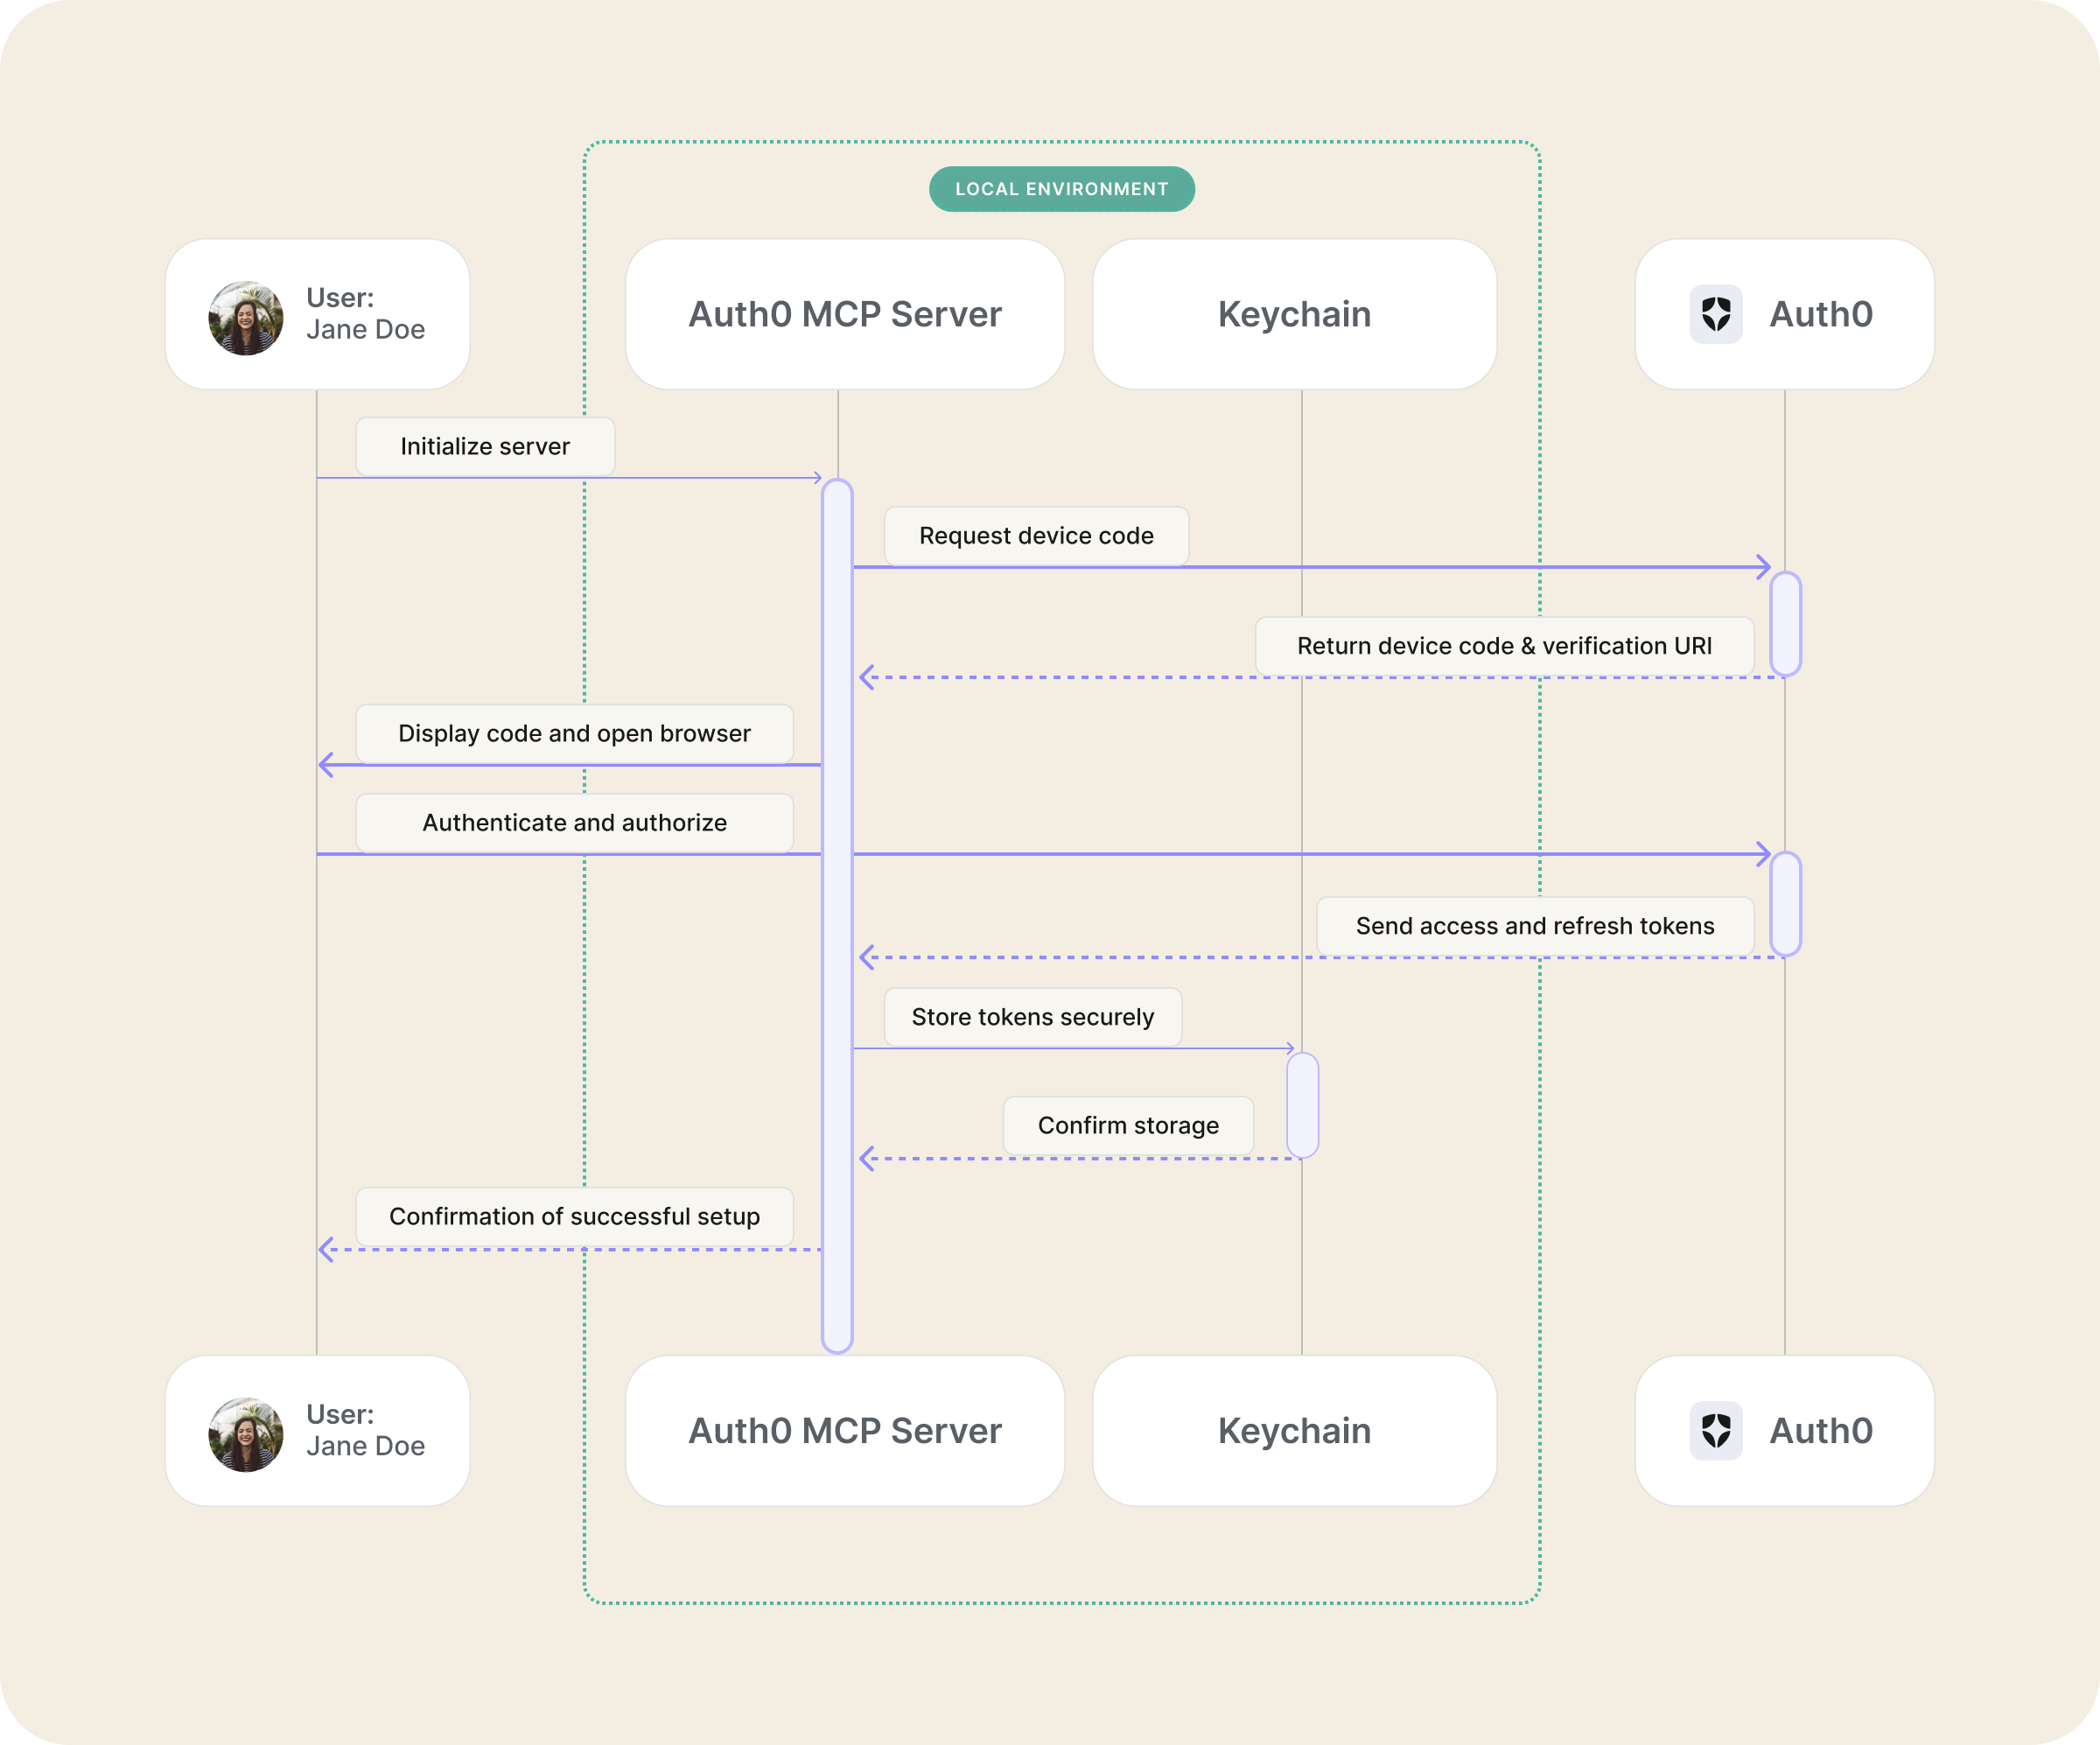 LOCAL ENVIRONMENT
User:
Jane Doe
Auth0 MCP Server
Keychain
Auth0
Initialize server
Request device code
Return device code & verification URI
Display code and open browser
Authenticate and authorize
Send access and refresh tokens
Store tokens securely
Confirm storage
Confirmation of successful setup
User:
Jane Doe
Auth0 MCP Server
Keychain
Auth0